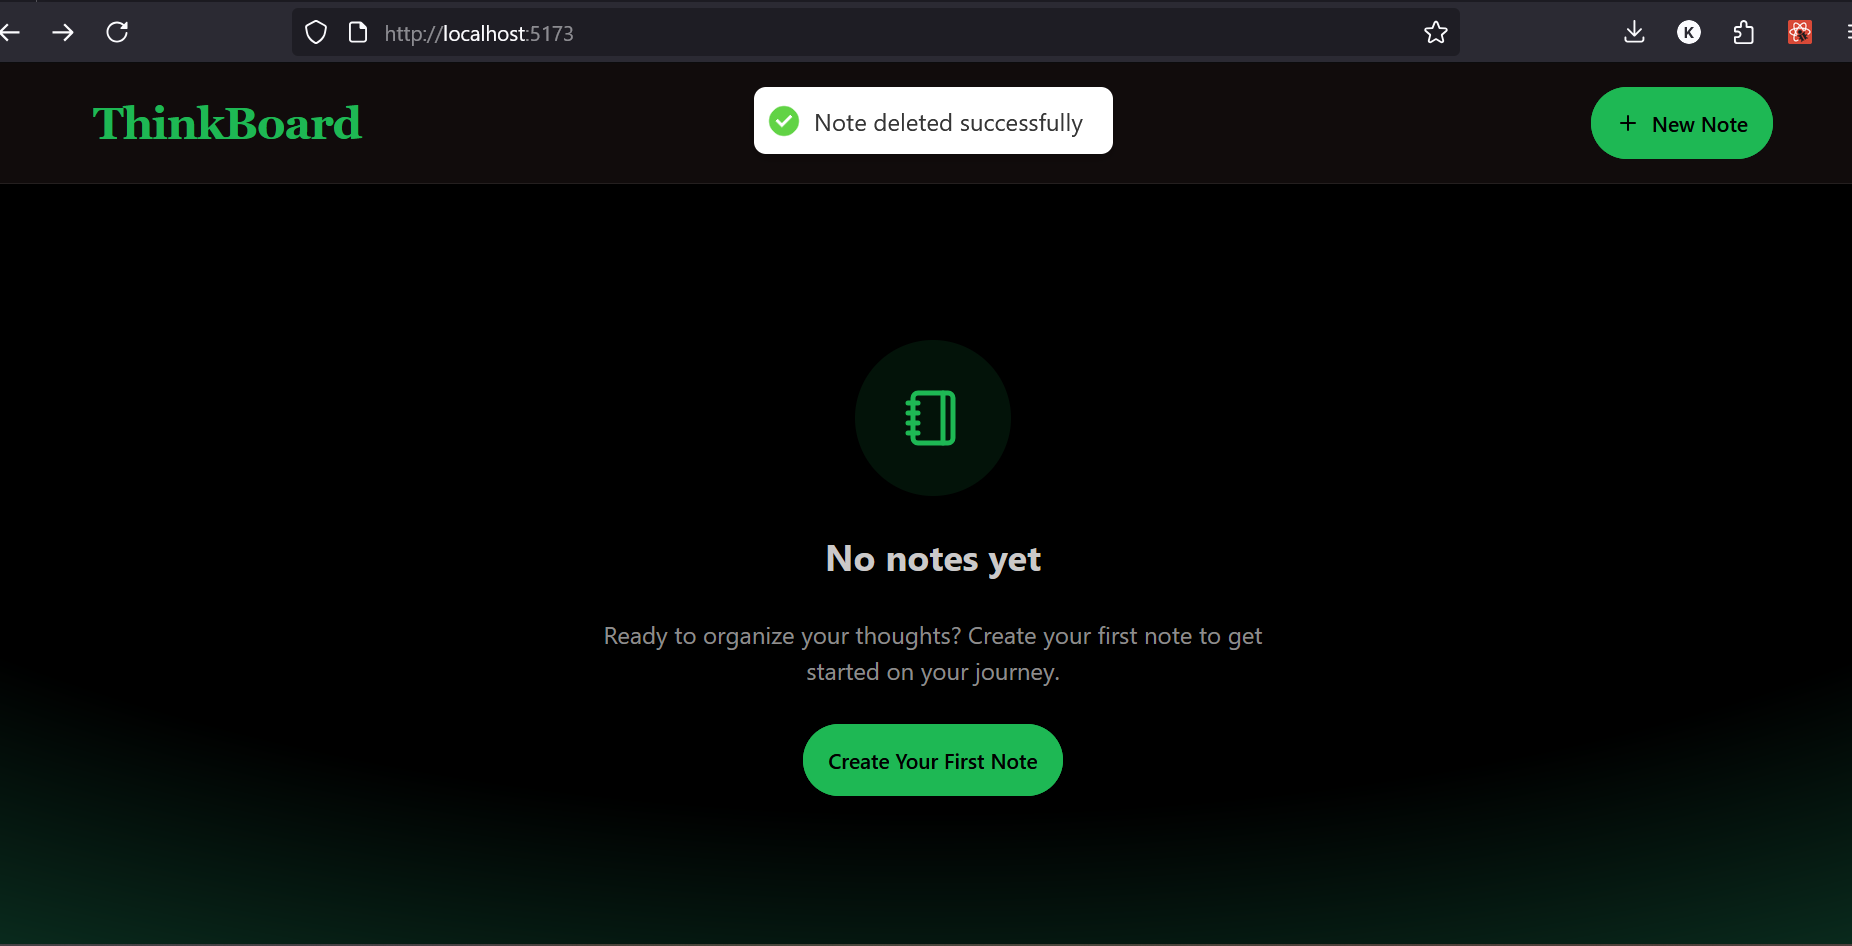 http://localhost:5173
K
ThinkBoard
Note deleted successfully
+ New Note
No notes yet
Ready to organize your thoughts? Create your first note to get
started on your journey.
Create Your First Note